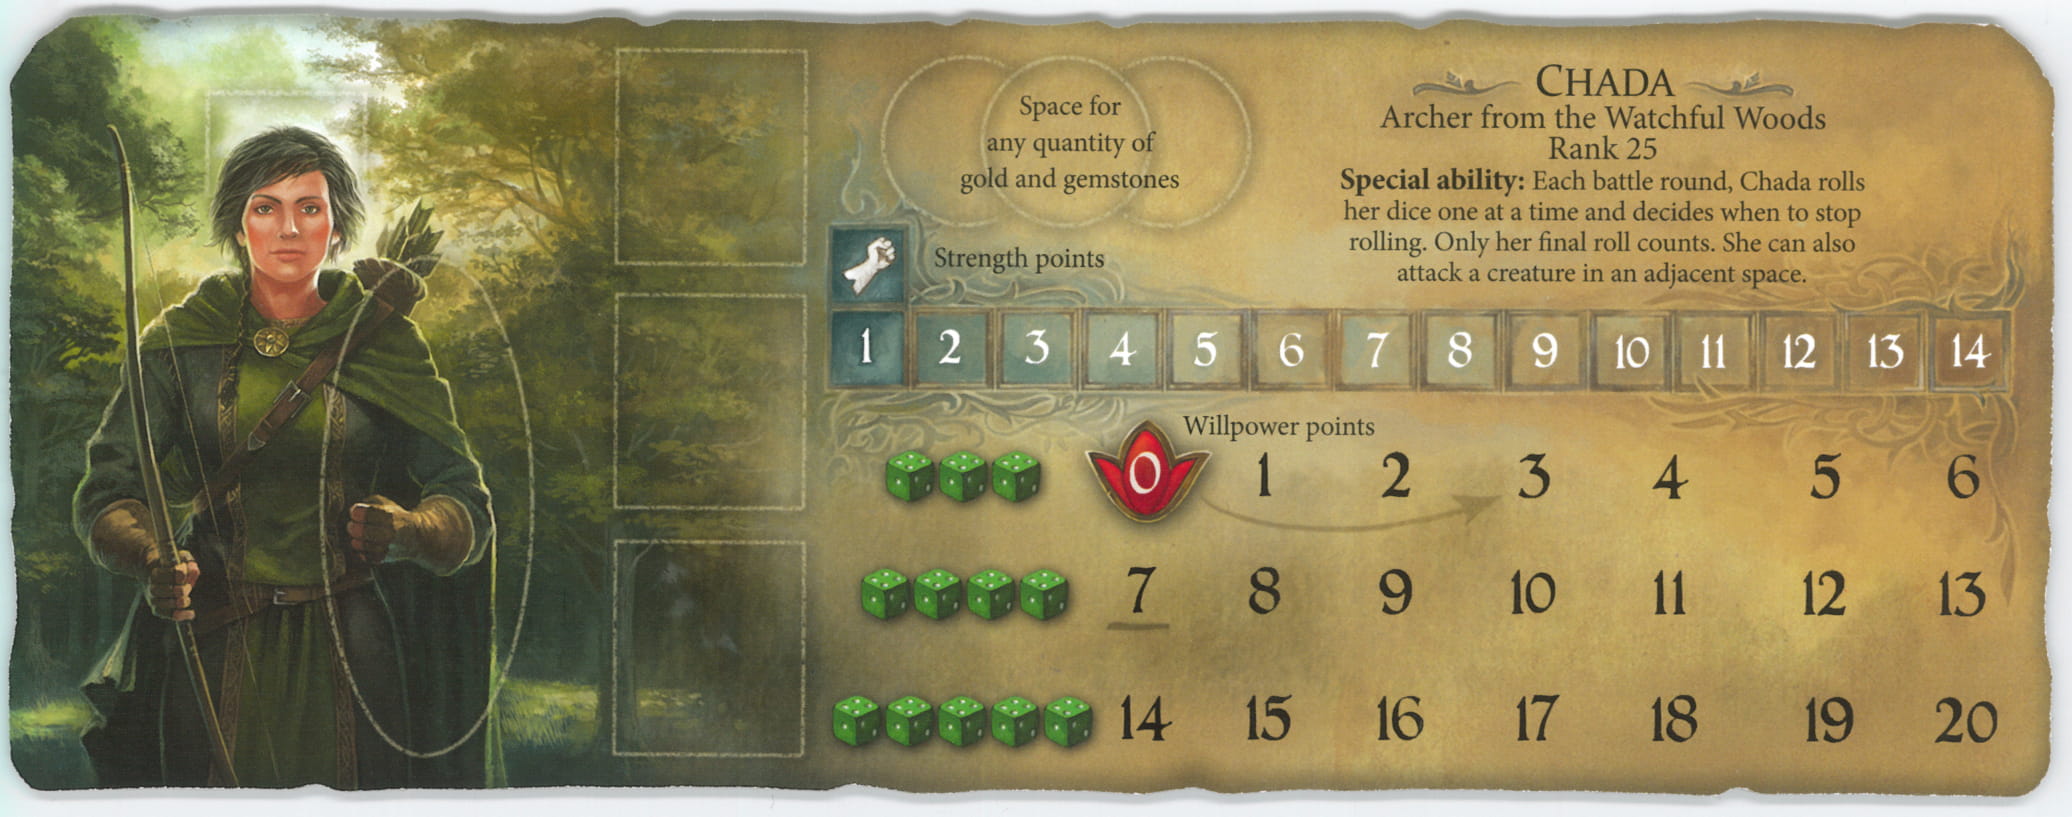 Space for
any quantity of
gold and gemstones
CHADA
Archer from the Watchful Woods
Rank 25
Special ability: Each battle round, Chada rolls
her dice one at a time and decides when to stop
rolling. Only her final roll counts. She can also
attack a creature in an adjacent space.
Strength points
1 2 3 4 5 6 7 8 9 10 11 12 13 14
Willpower points
0 1 2 3 4 5 6
7 8 9 10 11 12 13
14 15 16 17 18 19 20